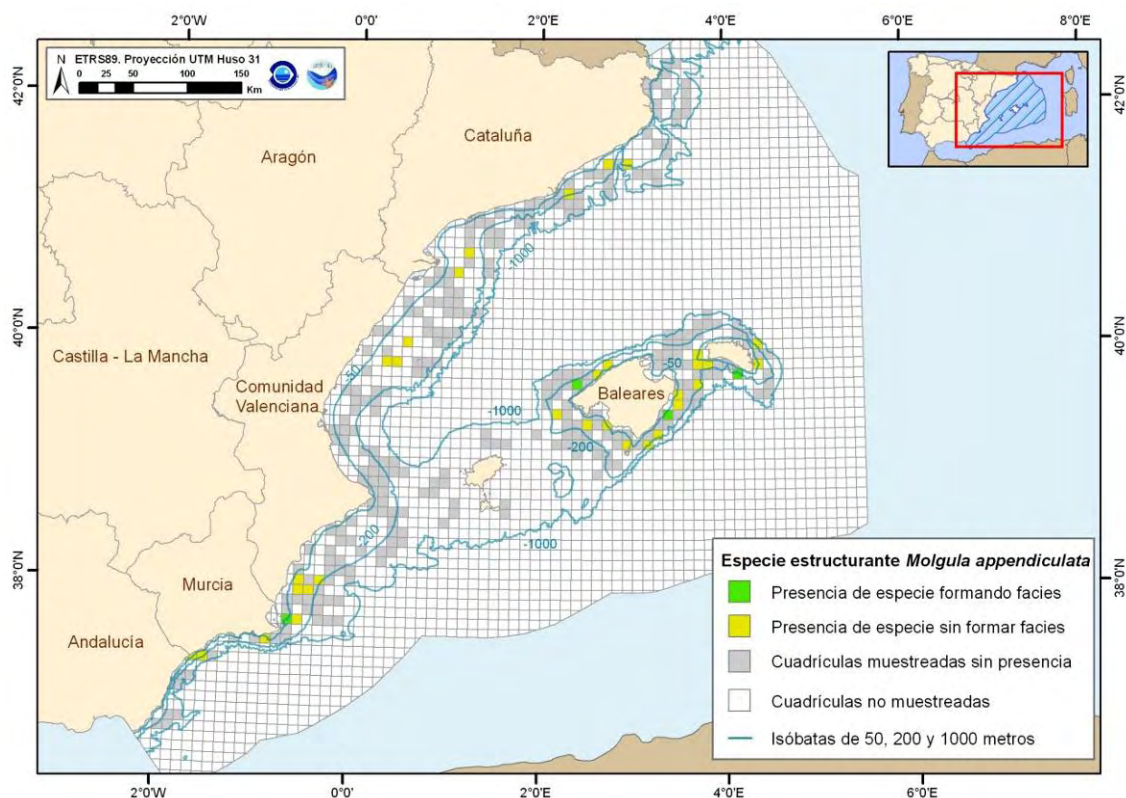 2°0'W
0°0'
2°0'E
4°0'E
6°0'E
8°0'E
ETRS89. Proyección UTM Huso 31
N
0 25 50 100 150
Km
42°0'N
42°0'N
Cataluña
Aragón
-1000
40°0'N
40°0'N
Castilla - La Mancha
Comunidad
Valenciana
-50
-50
Baleares
-1000
-200
-200
-1000
38°0'N
38°0'N
Murcia
Andalucía
Especie estructurante Molgula appendiculata
Presencia de especie formando facies
Presencia de especie sin formar facies
Cuadrículas muestreadas sin presencia
Cuadrículas no muestreadas
Isóbatas de 50, 200 y 1000 metros
2°0'W
0°0'
2°0'E
4°0'E
6°0'E